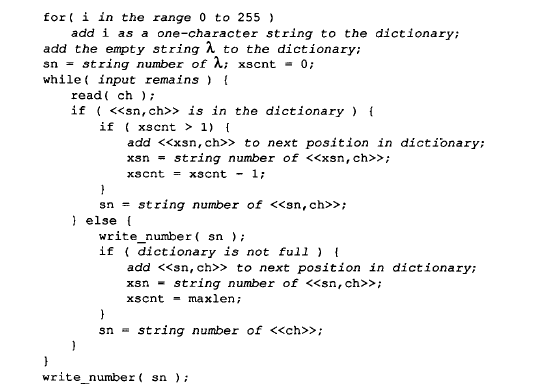 for( i in the range 0 to 255 )
add i as a one-character string to the dictionary;
add the empty string λ to the dictionary;
sn = string number of λ; xscnt = 0;
while( input remains ) {
read( ch );
if ( <<sn,ch>> is in the dictionary ) {
if ( xscnt > 1) {
add <<xsn,ch>> to next position in dictionary;
xsn = string number of <<xsn,ch>>;
xscnt = xscnt - 1;
}
sn = string number of <<sn,ch>>;
} else {
write_number( sn );
if ( dictionary is not full ) {
add <<sn,ch>> to next position in dictionary;
xsn = string number of <<sn,ch>>;
xscnt = maxlen;
}
sn = string number of <<ch>>;
}
}
write_number( sn );